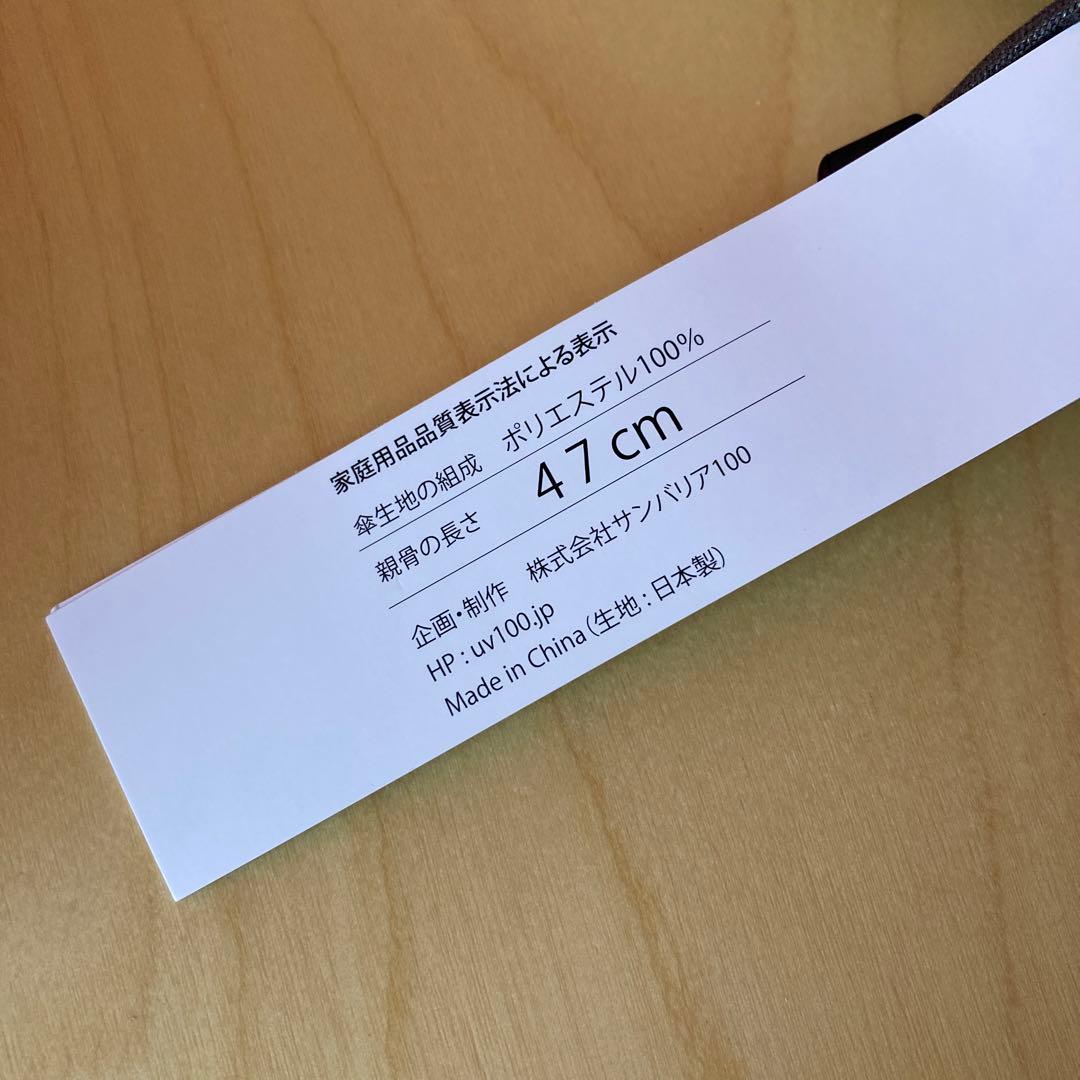 家庭用品品質表示法による表示
傘生地の組成 ポリエステル100%
親骨の長さ 47cm
企画・制作 株式会社サンバリア100
HP:uv100.jp
Made in China(生地:日本製)